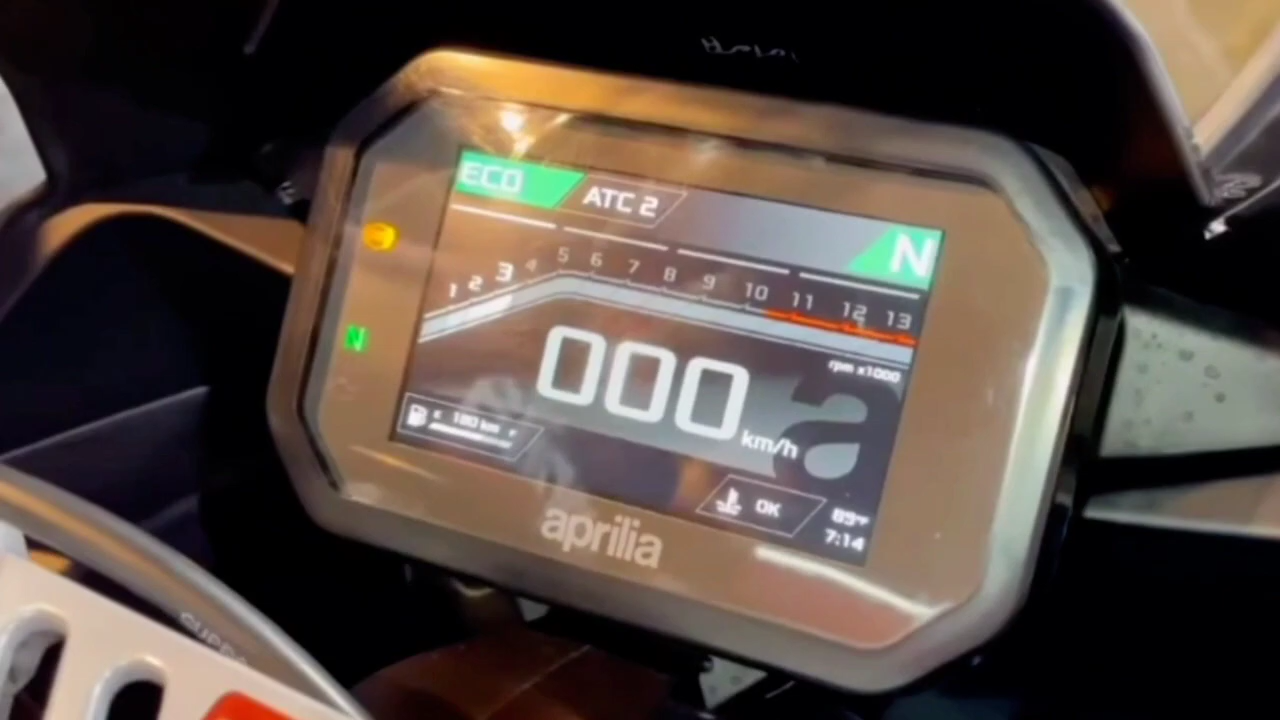 ECO ATC 2 N
1 2 3 4 5 6 7 8 9 10 11 12 13
rpm x1000
N
000 km/h
180 km
OK
89°F
7:14
aprilia